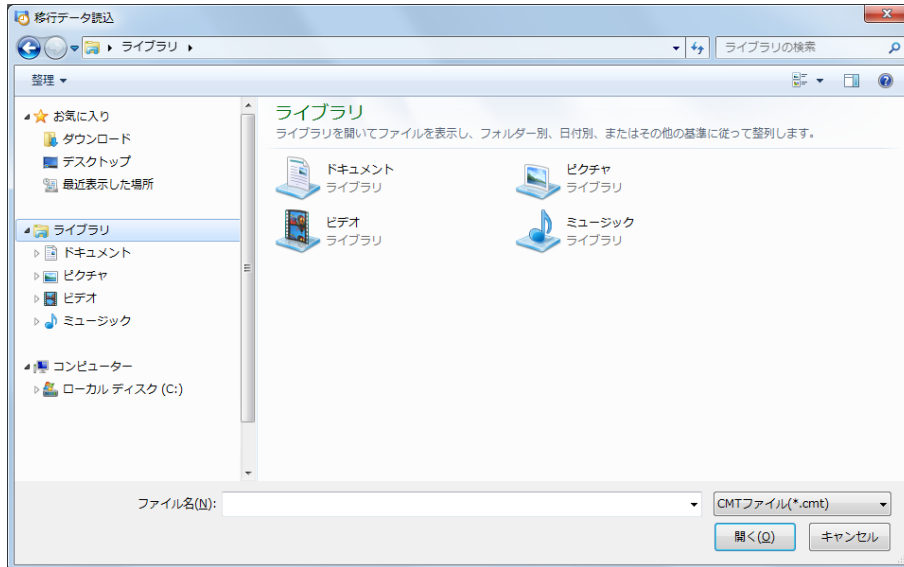 移行データ読込
ライブラリ
ライブラリの検索
整理
お気に入り
ダウンロード
デスクトップ
最近表示した場所
ライブラリ
ドキュメント
ピクチャ
ビデオ
ミュージック
コンピューター
ローカル ディスク (C:)
ライブラリ
ライブラリを開いてファイルを表示し、フォルダー別、日付別、またはその他の基準に従って整列します。
ドキュメント
ライブラリ
ピクチャ
ライブラリ
ビデオ
ライブラリ
ミュージック
ライブラリ
ファイル名(N):
CMTファイル(*.cmt)
開く(O)
キャンセル